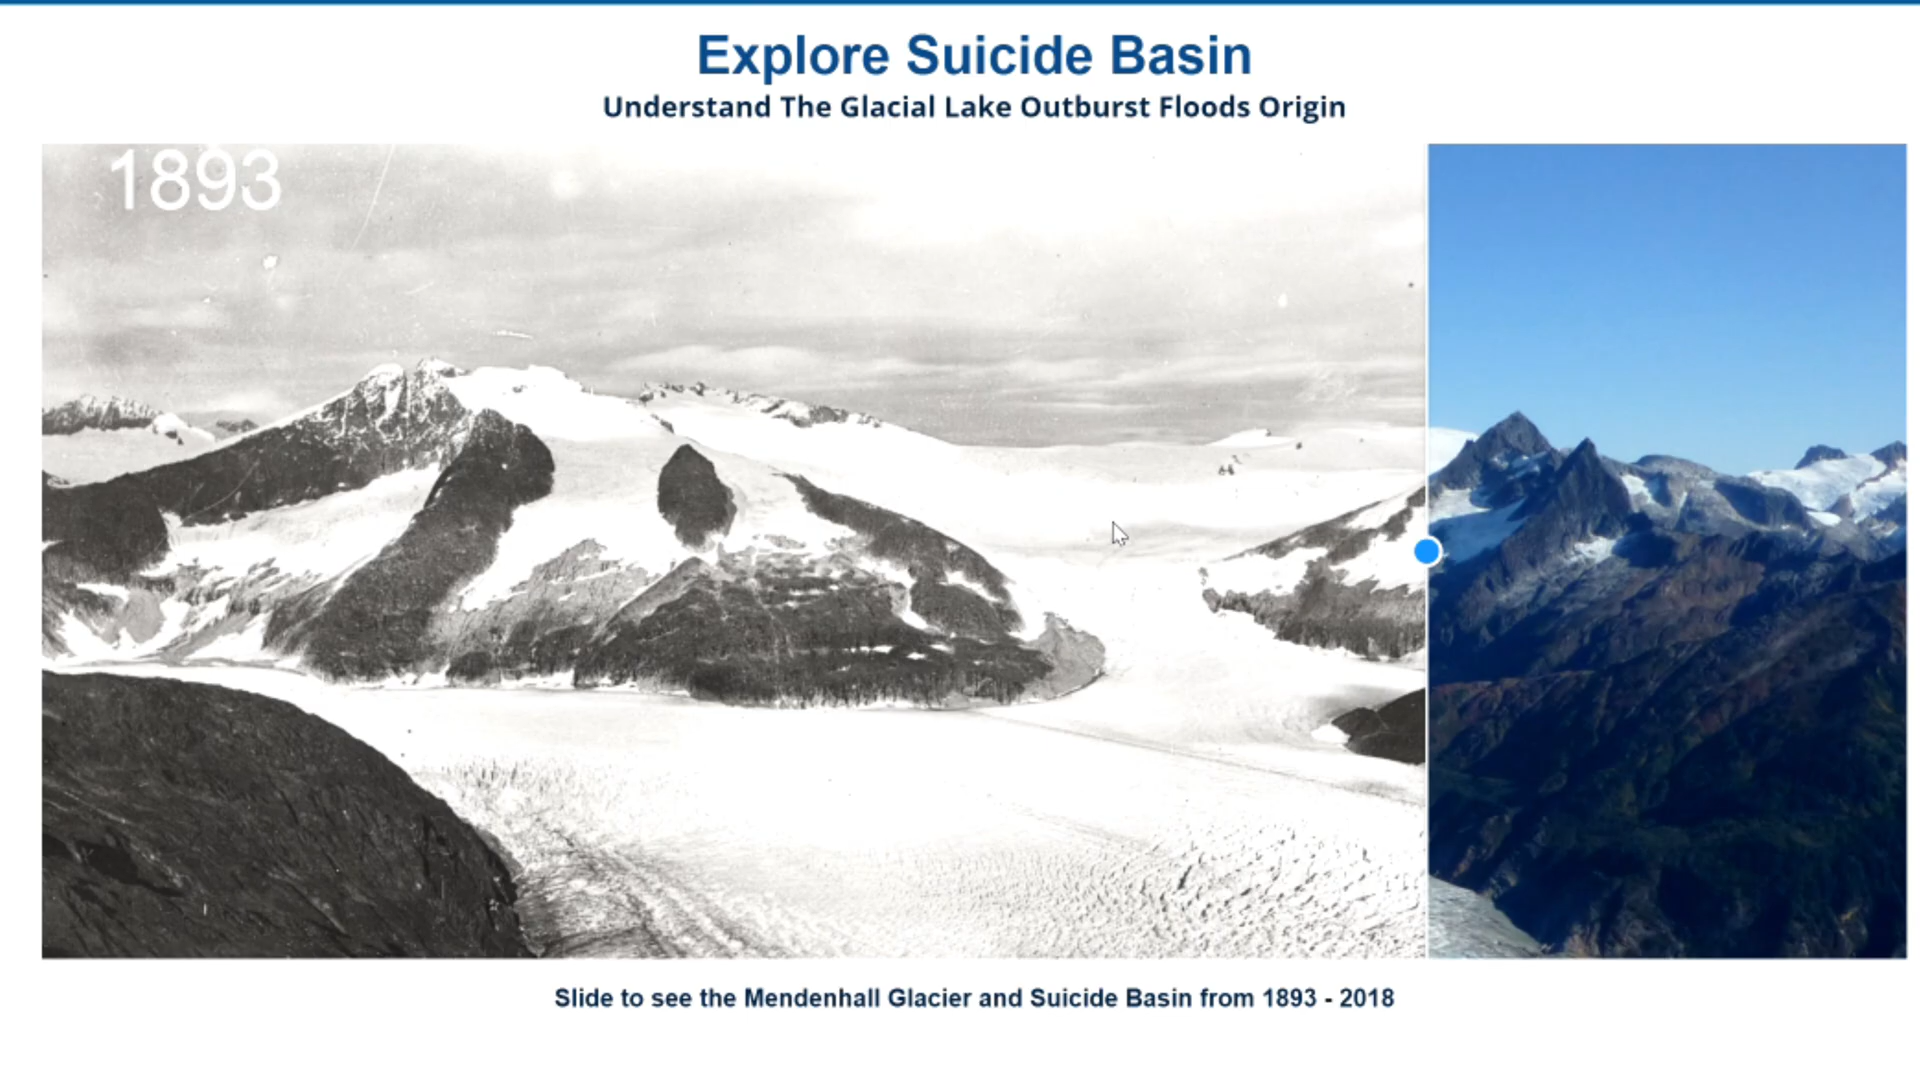 Explore Suicide Basin
Understand The Glacial Lake Outburst Floods Origin
1893
Slide to see the Mendenhall Glacier and Suicide Basin from 1893 - 2018